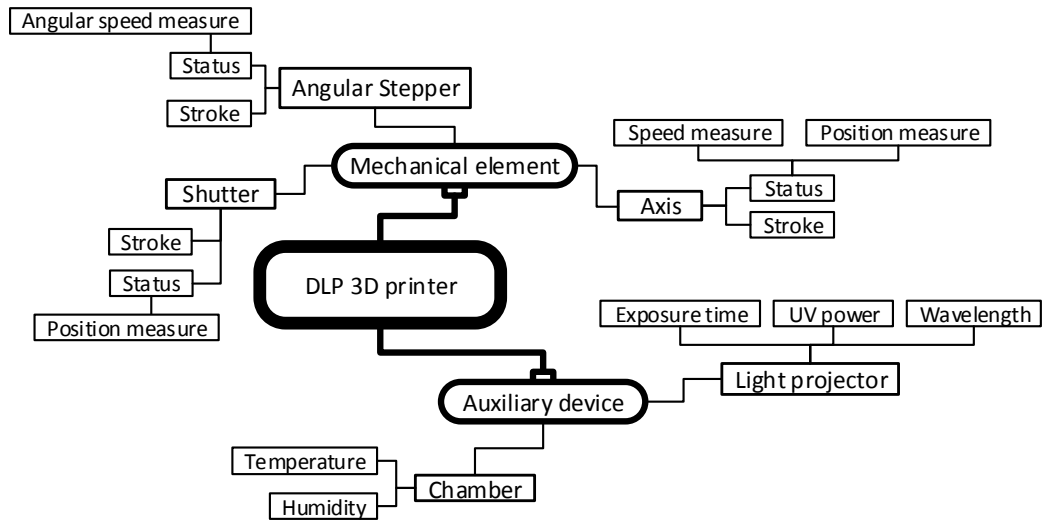 Angular speed measure
Status
Stroke
Angular Stepper
Speed measure
Position measure
Mechanical element
Status
Axis
Stroke
Shutter
Stroke
Status
Position measure
DLP 3D printer
Exposure time
UV power
Wavelength
Light projector
Auxiliary device
Temperature
Chamber
Humidity